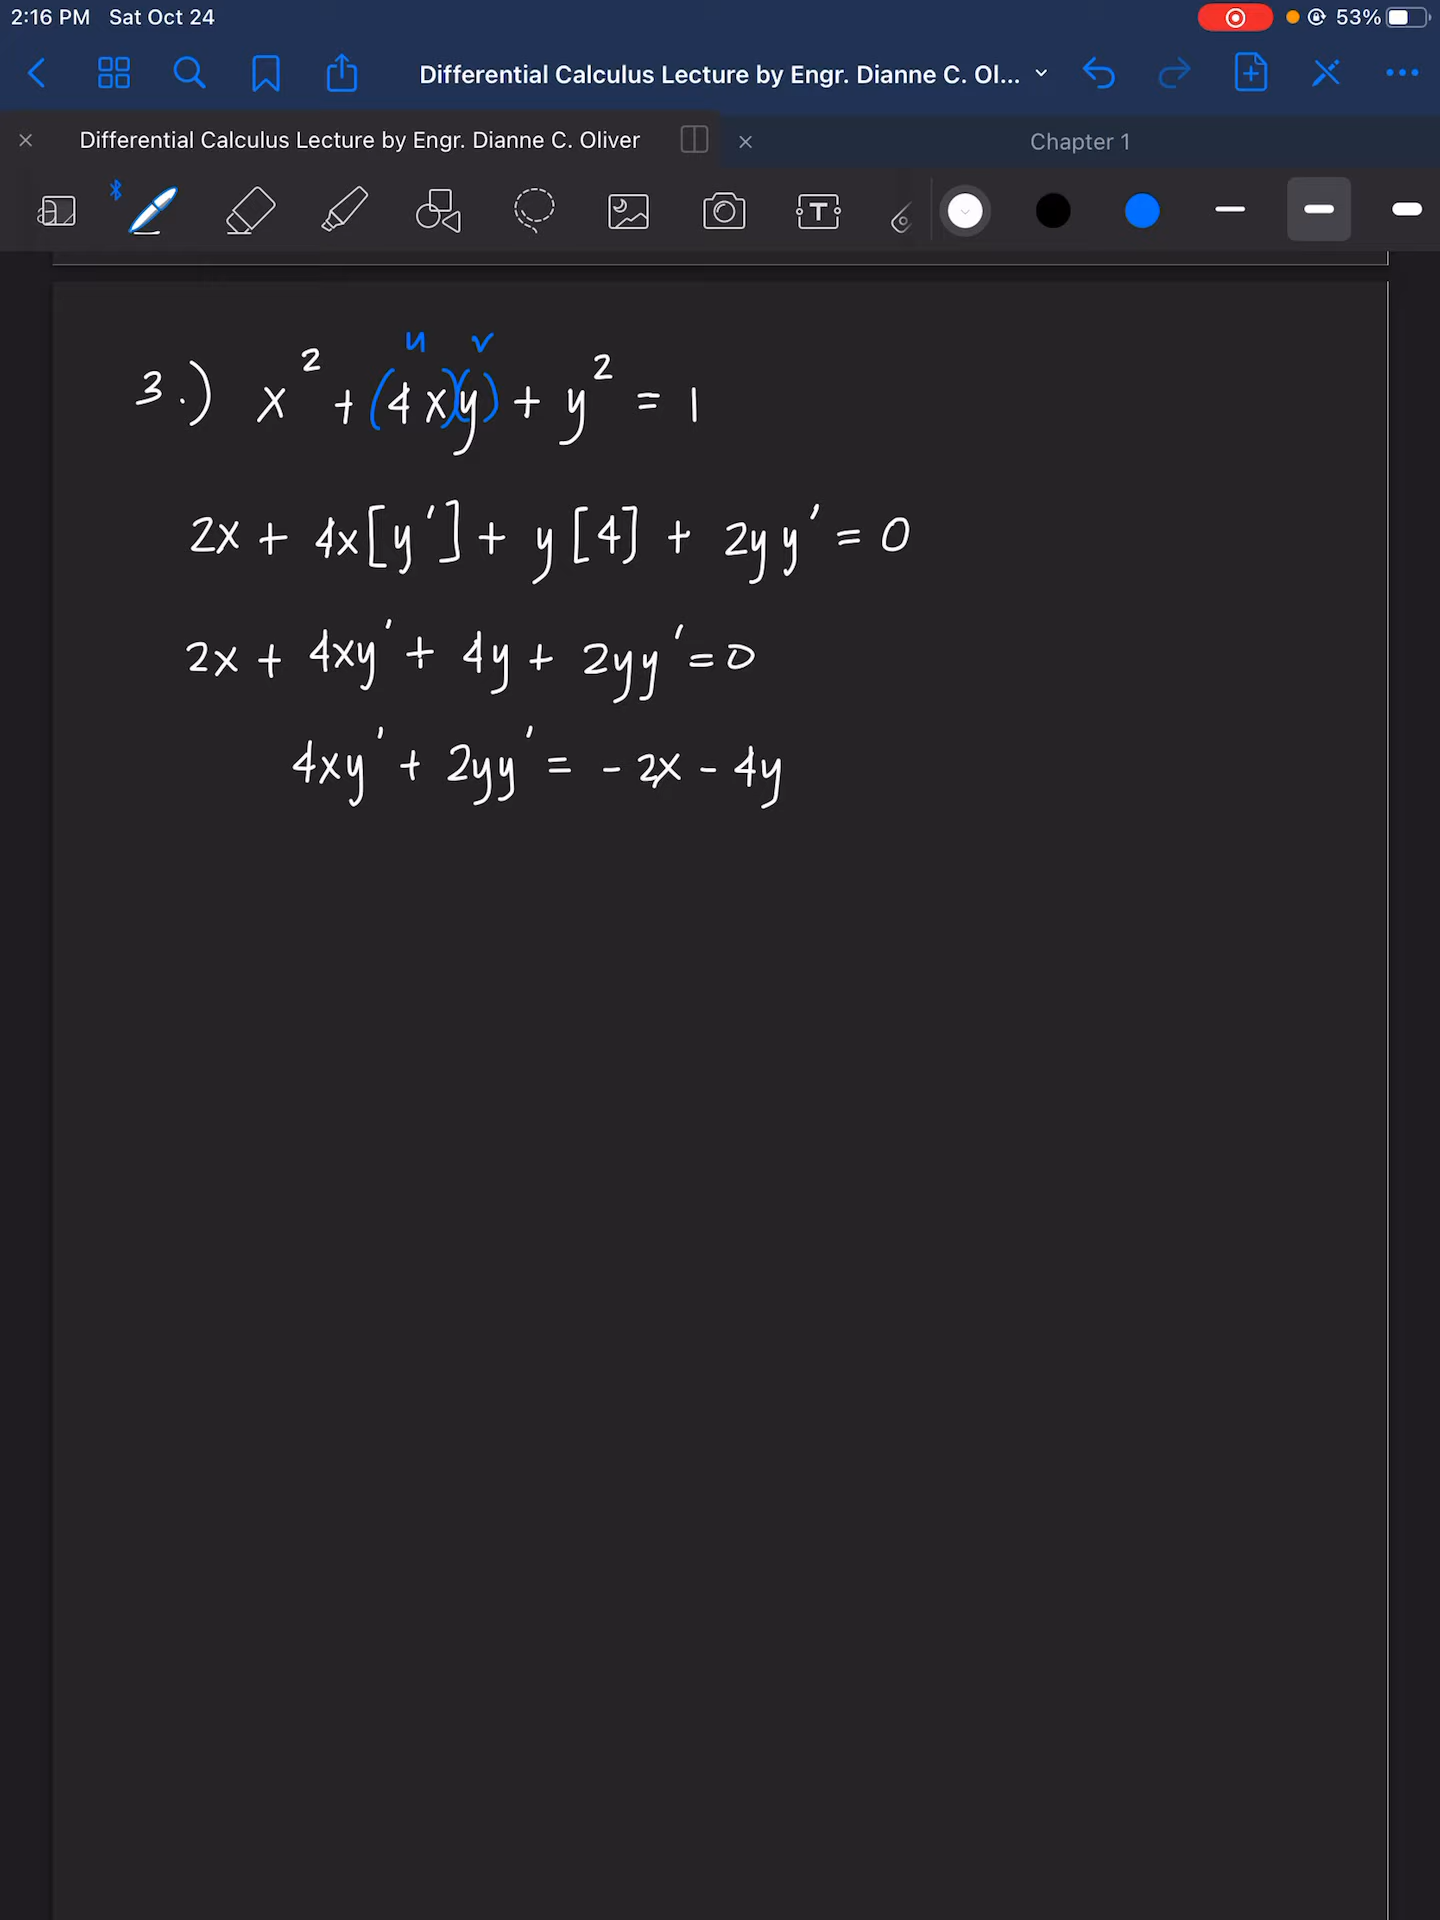 2:16 PM Sat Oct 24 53%
Differential Calculus Lecture by Engr. Dianne C. Ol...
Differential Calculus Lecture by Engr. Dianne C. Oliver
Chapter 1
T
u v
3.) x² + (4x)(y) + y² = 1
2x + 4x[y'] + y[4] + 2yy' = 0
2x + 4xy' + 4y + 2yy' = 0
4xy' + 2yy' = -2x - 4y